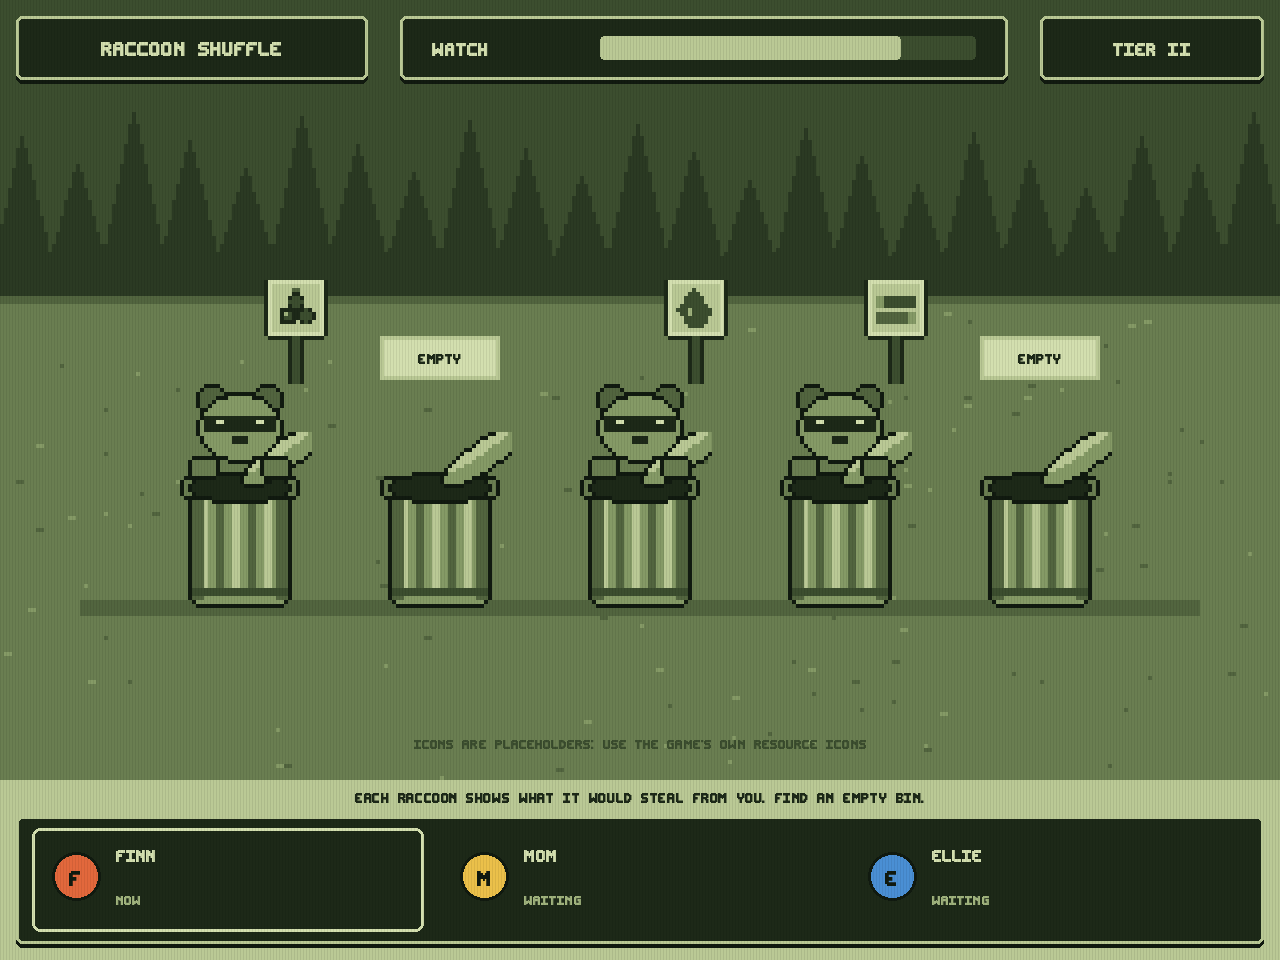 RACCOON SHUFFLE
WATCH
TIER II
EMPTY
EMPTY
ICONS ARE PLACEHOLDERS: USE THE GAME'S OWN RESOURCE ICONS
EACH RACCOON SHOWS WHAT IT WOULD STEAL FROM YOU. FIND AN EMPTY BIN.
F
FINN
NOW
M
MOM
WAITING
E
ELLIE
WAITING